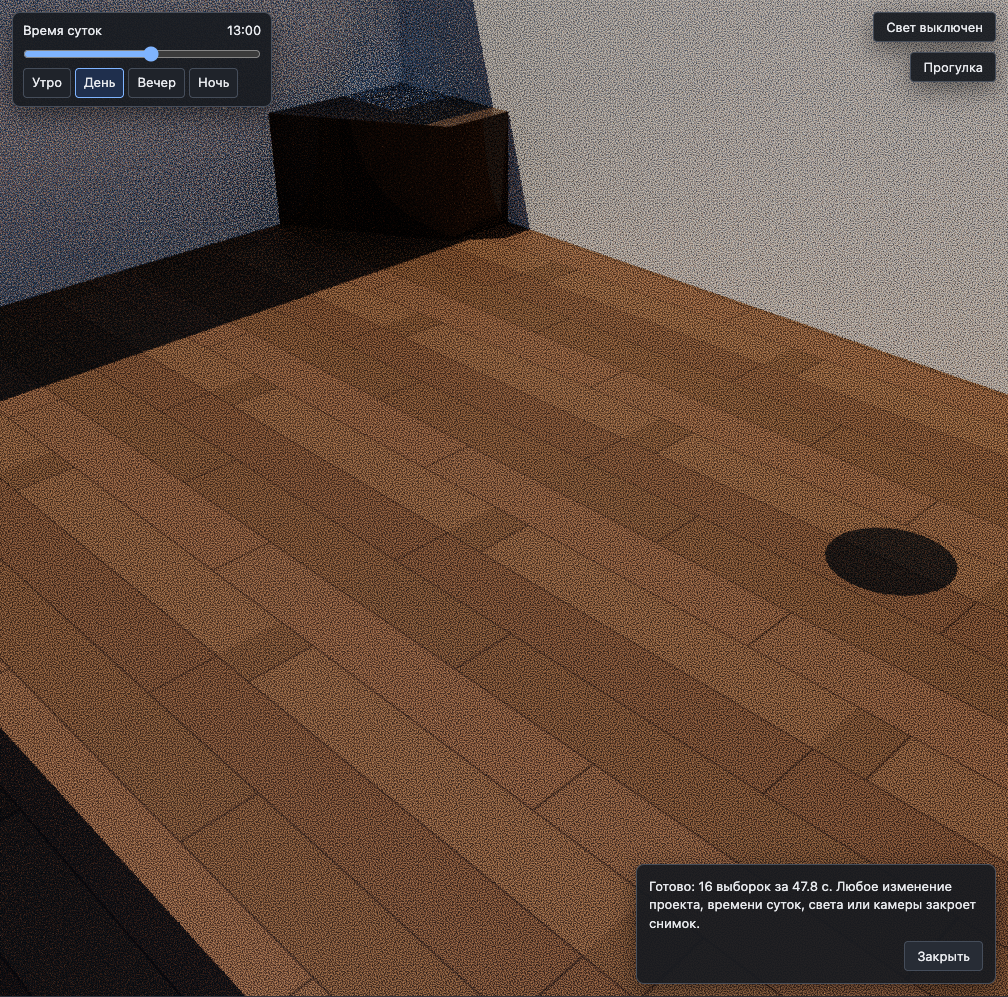 Время суток 13:00
Утро День Вечер Ночь
Свет выключен
Прогулка
Готово: 16 выборок за 47.8 с. Любое изменение
проекта, времени суток, света или камеры закроет
снимок.
Закрыть